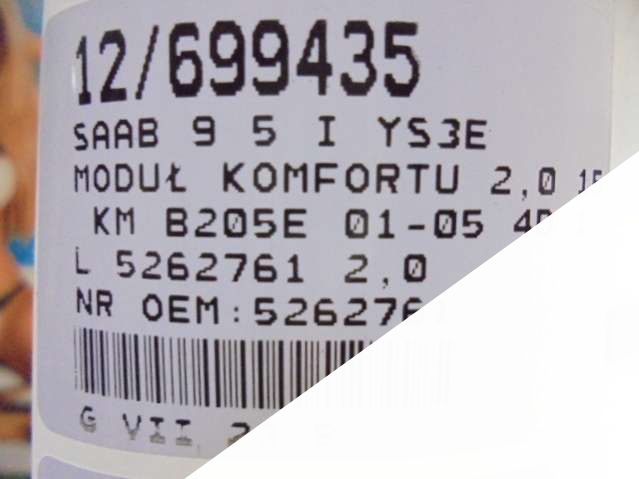 12/699435
SAAB 9 5 I YS3E
MODUŁ KOMFORTU 2,0
KM B205E 01-05
L 5262761 2,0
NR OEM:
G VII